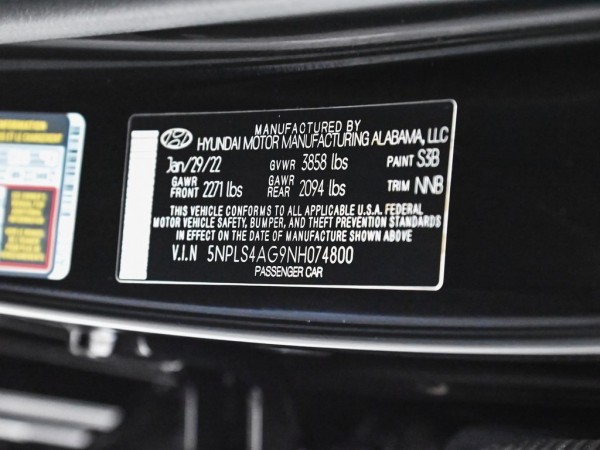 MANUFACTURED BY
HYUNDAI MOTOR MANUFACTURING ALABAMA, LLC
Jan/29/22 GVWR 3858 lbs PAINT S3B
GAWR FRONT 2271 lbs GAWR REAR 2094 lbs TRIM NNB
THIS VEHICLE CONFORMS TO ALL APPLICABLE U.S.A. FEDERAL
MOTOR VEHICLE SAFETY, BUMPER, AND THEFT PREVENTION STANDARDS
IN EFFECT ON THE DATE OF MANUFACTURE SHOWN ABOVE
V.I.N 5NPLS4AG9NH074800
PASSENGER CAR